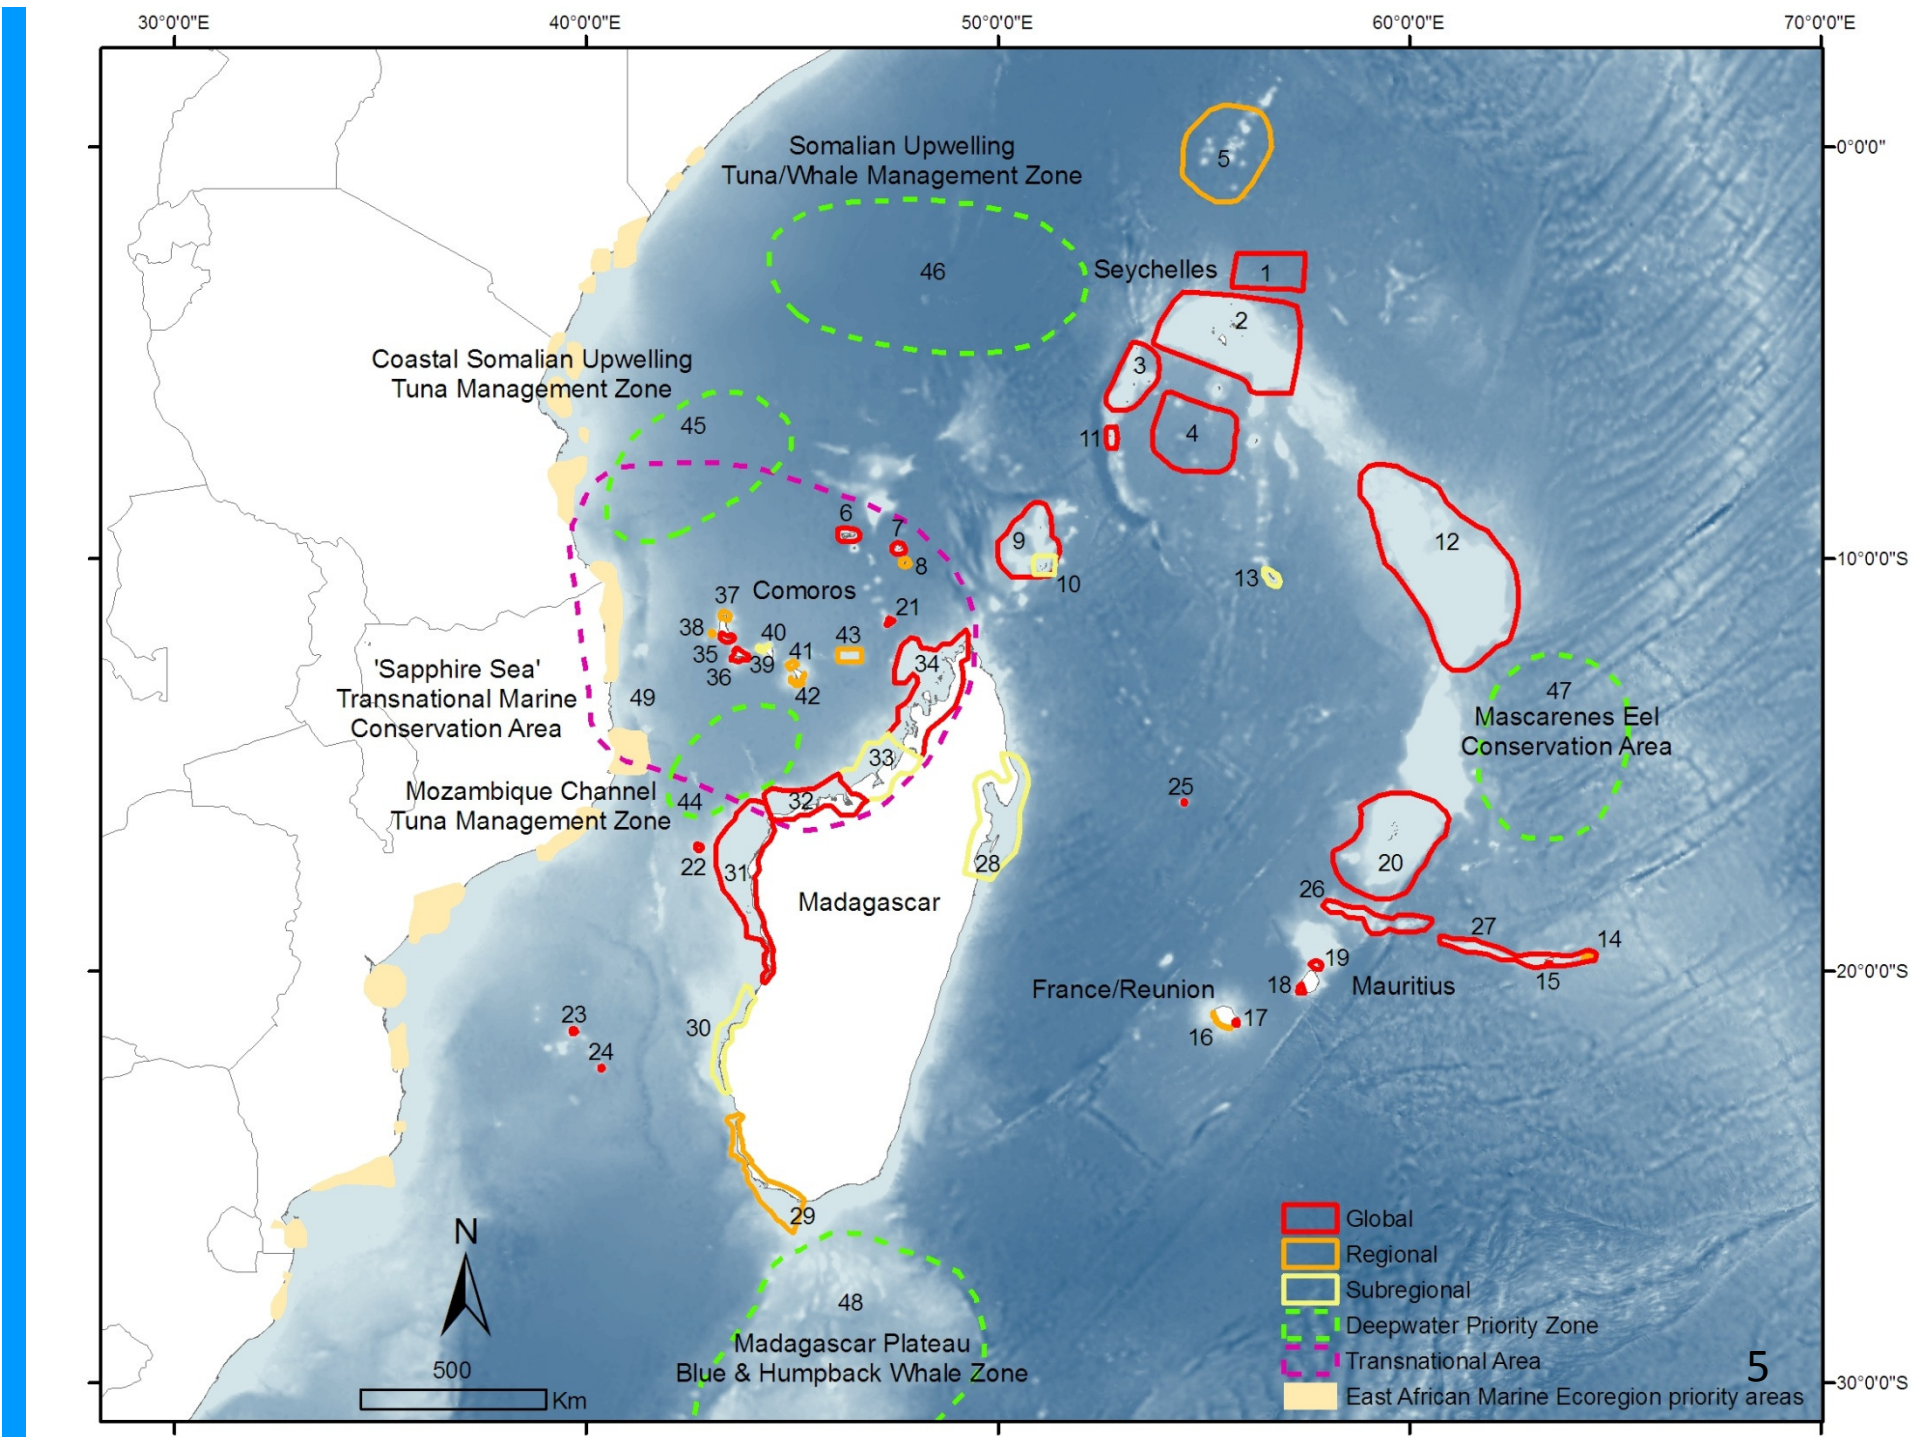 30°0'0"E
40°0'0"E
50°0'0"E
60°0'0"E
70°0'0"E
0°0'0"
10°0'0"S
20°0'0"S
30°0'0"S
5
Somalian Upwelling
Tuna/Whale Management Zone
46
Seychelles
1
2
3
4
11
Coastal Somalian Upwelling
Tuna Management Zone
45
6
7
8
9
10
12
13
Comoros
37
38
35
36
39
40
41
42
43
21
34
'Sapphire Sea'
Transnational Marine
Conservation Area
49
33
47
Mascarenes Eel
Conservation Area
Mozambique Channel
Tuna Management Zone
44
32
25
22
31
28
20
Madagascar
26
27
14
15
19
18
Mauritius
France/Reunion
17
16
23
24
30
29
48
Madagascar Plateau
Blue & Humpback Whale Zone
N
500
Km
Global
Regional
Subregional
Deepwater Priority Zone
Transnational Area
East African Marine Ecoregion priority areas
5